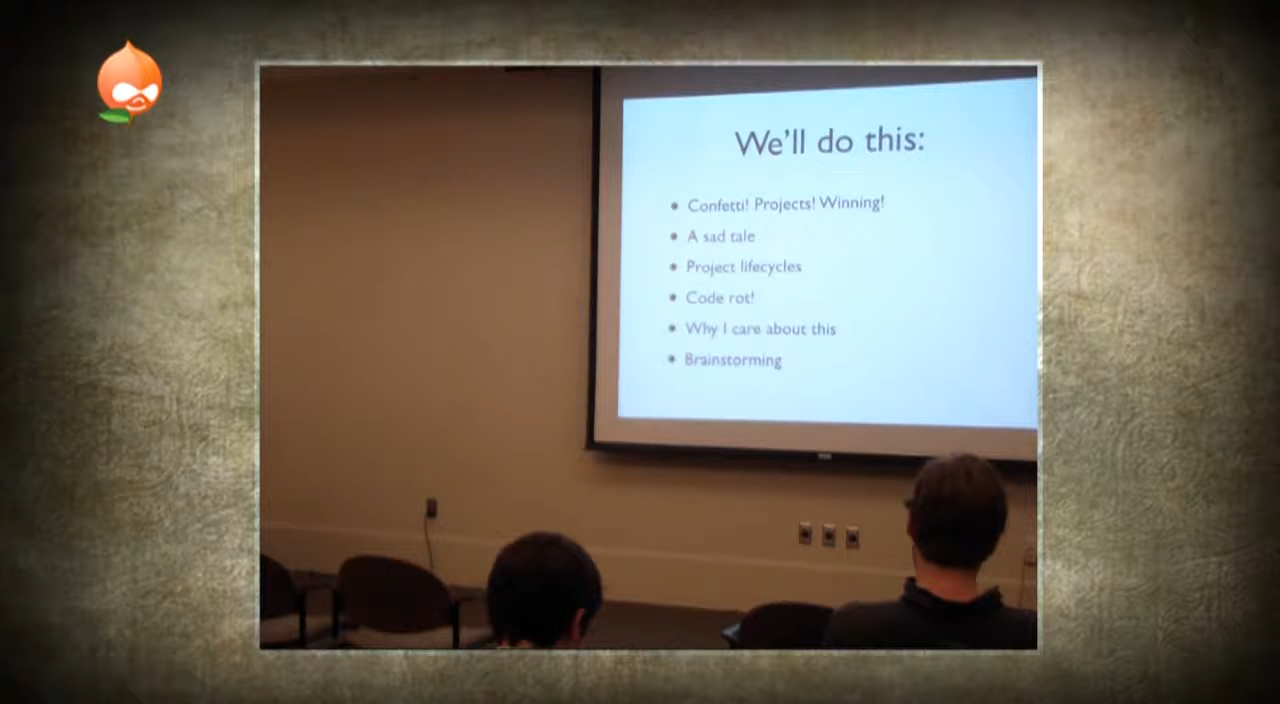 We'll do this:
• Confetti! Projects! Winning!
• A sad tale
• Project lifecycles
• Code rot!
• Why I care about this
• Brainstorming